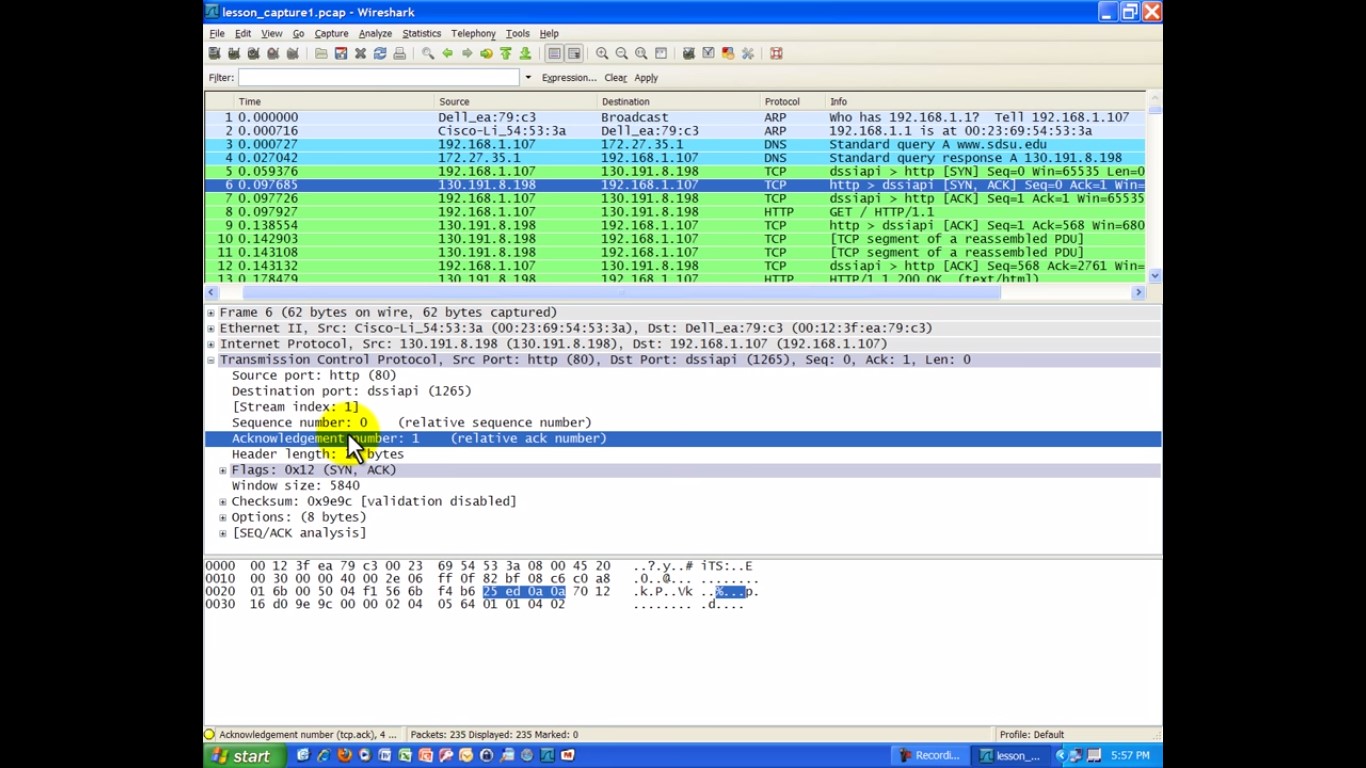 lesson_capture1.pcap - Wireshark
File Edit View Go Capture Analyze Statistics Telephony Tools Help
Filter: Expression... Clear Apply
Time Source Destination Protocol Info
1 0.000000 Dell_ea:79:c3 Broadcast ARP Who has 192.168.1.1? Tell 192.168.1.107
2 0.000716 Cisco-Li_54:53:3a Dell_ea:79:c3 ARP 192.168.1.1 is at 00:23:69:54:53:3a
3 0.000727 192.168.1.107 172.27.35.1 DNS Standard query A www.sdsu.edu
4 0.027042 172.27.35.1 192.168.1.107 DNS Standard query response A 130.191.8.198
5 0.059376 192.168.1.107 130.191.8.198 TCP dssiapi > http [SYN] Seq=0 Win=65535 Len=0
6 0.097685 130.191.8.198 192.168.1.107 TCP http > dssiapi [SYN, ACK] Seq=0 Ack=1 Win=
7 0.097726 192.168.1.107 130.191.8.198 TCP dssiapi > http [ACK] Seq=1 Ack=1 Win=65535
8 0.097927 192.168.1.107 130.191.8.198 HTTP GET / HTTP/1.1
9 0.138554 130.191.8.198 192.168.1.107 TCP http > dssiapi [ACK] Seq=1 Ack=568 Win=680
10 0.142903 130.191.8.198 192.168.1.107 TCP [TCP segment of a reassembled PDU]
11 0.143108 130.191.8.198 192.168.1.107 TCP [TCP segment of a reassembled PDU]
12 0.143132 192.168.1.107 130.191.8.198 TCP dssiapi > http [ACK] Seq=568 Ack=2761 Win=
13 0.178479 130.191.8.198 192.168.1.107 HTTP HTTP/1.1 200 OK (text/html)
Frame 6 (62 bytes on wire, 62 bytes captured)
Ethernet II, Src: Cisco-Li_54:53:3a (00:23:69:54:53:3a), Dst: Dell_ea:79:c3 (00:12:3f:ea:79:c3)
Internet Protocol, Src: 130.191.8.198 (130.191.8.198), Dst: 192.168.1.107 (192.168.1.107)
Transmission Control Protocol, Src Port: http (80), Dst Port: dssiapi (1265), Seq: 0, Ack: 1, Len: 0
Source port: http (80)
Destination port: dssiapi (1265)
[Stream index: 1]
Sequence number: 0 (relative sequence number)
Acknowledgement number: 1 (relative ack number)
Header length: bytes
Flags: 0x12 (SYN, ACK)
Window size: 5840
Checksum: 0x9e9c [validation disabled]
Options: (8 bytes)
[SEQ/ACK analysis]
0000 00 12 3f ea 79 c3 00 23 69 54 53 3a 08 00 45 20 ..?.y..# iTS:..E
0010 00 30 00 00 40 00 2e 06 ff 0f 82 bf 08 c6 c0 a8 .0..@... ........
0020 01 6b 00 50 04 f1 56 6b f4 b6 25 ed 0a 0a 70 12 .k.P..Vk ..%...p.
0030 16 d0 9e 9c 00 00 02 04 05 64 01 01 04 02 ........ .d....
Acknowledgement number (tcp.ack), 4 ... Packets: 235 Displayed: 235 Marked: 0 Profile: Default
start Recordi... lesson_... 5:57 PM